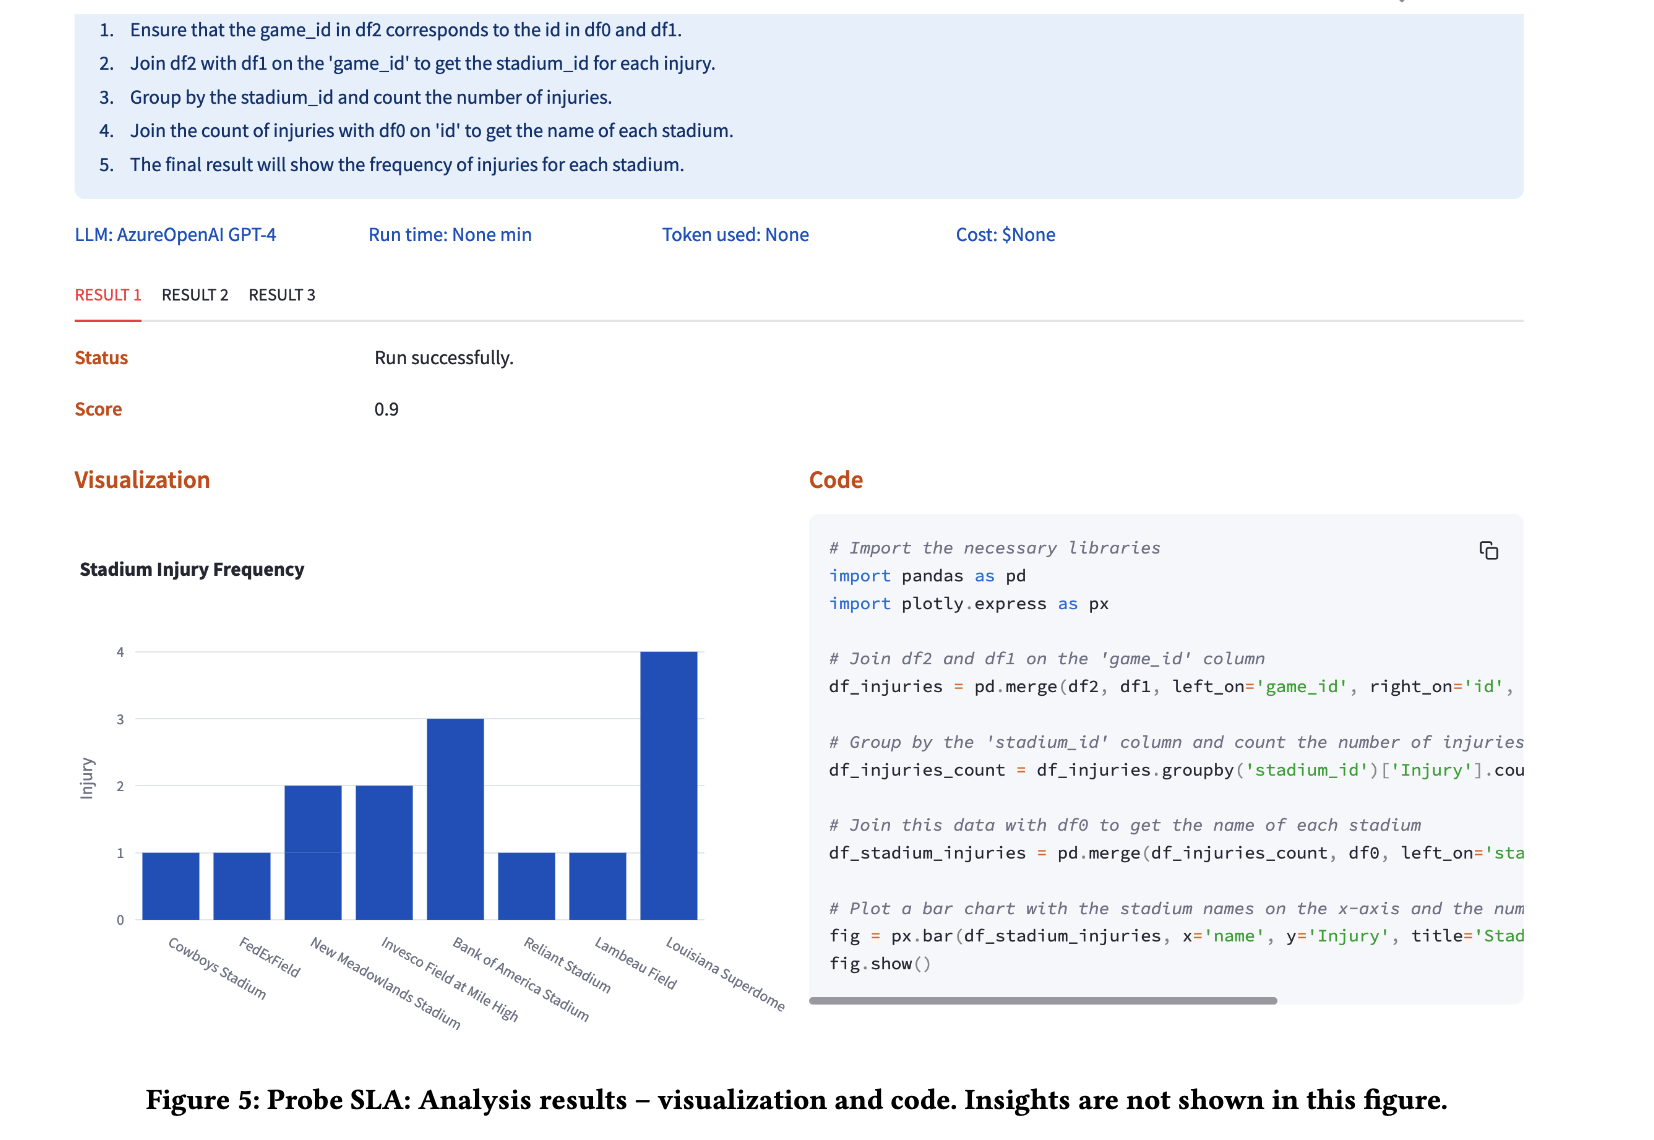 1. Ensure that the game_id in df2 corresponds to the id in df0 and df1.
2. Join df2 with df1 on the 'game_id' to get the stadium_id for each injury.
3. Group by the stadium_id and count the number of injuries.
4. Join the count of injuries with df0 on 'id' to get the name of each stadium.
5. The final result will show the frequency of injuries for each stadium.
LLM: AzureOpenAI GPT-4 Run time: None min Token used: None Cost: $None
RESULT 1 RESULT 2 RESULT 3
Status Run successfully.
Score 0.9
Visualization
Stadium Injury Frequency
Injury
4
3
2
1
0
Cowboys Stadium
FedExField
New Meadowlands Stadium
Invesco Field at Mile High
Bank of America Stadium
Reliant Stadium
Lambeau Field
Louisiana Superdome
Code
# Import the necessary libraries
import pandas as pd
import plotly.express as px
# Join df2 and df1 on the 'game_id' column
df_injuries = pd.merge(df2, df1, left_on='game_id', right_on='id',
# Group by the 'stadium_id' column and count the number of injuries
df_injuries_count = df_injuries.groupby('stadium_id')['Injury'].cou
# Join this data with df0 to get the name of each stadium
df_stadium_injuries = pd.merge(df_injuries_count, df0, left_on='sta
# Plot a bar chart with the stadium names on the x-axis and the num
fig = px.bar(df_stadium_injuries, x='name', y='Injury', title='Stad
fig.show()
Figure 5: Probe SLA: Analysis results – visualization and code. Insights are not shown in this figure.